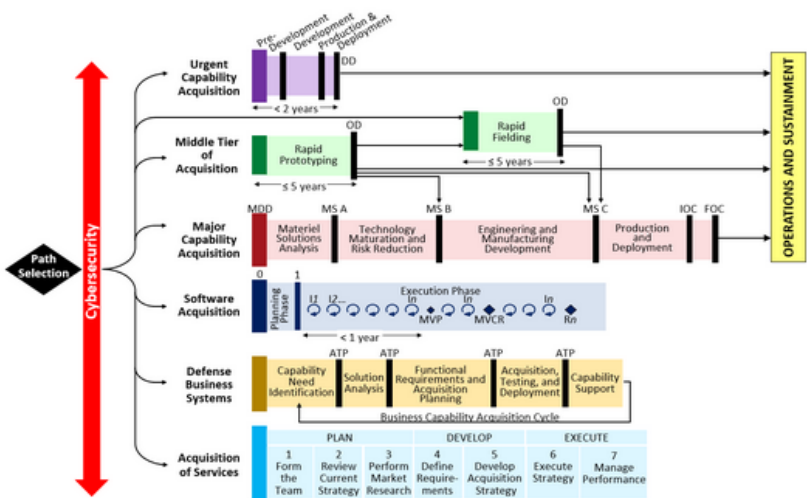 Pre-
Development
Development
Production &
Deployment
DD
Urgent
Capability
Acquisition
< 2 years
OD
Rapid
Fielding
≤ 5 years
OD
Middle Tier
of
Acquisition
Rapid
Prototyping
≤ 5 years
MDD
MS A
MS B
MS C
IOC
FOC
Major
Capability
Acquisition
Materiel
Solutions
Analysis
Technology
Maturation and
Risk Reduction
Engineering and
Manufacturing
Development
Production
and
Deployment
Path
Selection
Cybersecurity
OPERATIONS AND SUSTAINMENT
Software
Acquisition
0
1
Planning
Phase
Execution Phase
I1
I2...
In
In
In
MVP
MVCR
Rn
< 1 year
Defense
Business
Systems
ATP
ATP
ATP
ATP
Capability
Need
Identification
Solution
Analysis
Functional
Requirements and
Acquisition
Planning
Acquisition,
Testing, and
Deployment
Capability
Support
Business Capability Acquisition Cycle
Acquisition
of Services
PLAN
DEVELOP
EXECUTE
1
Form
the
Team
2
Review
Current
Strategy
3
Perform
Market
Research
4
Define
Require-
ments
5
Develop
Acquisition
Strategy
6
Execute
Strategy
7
Manage
Performance